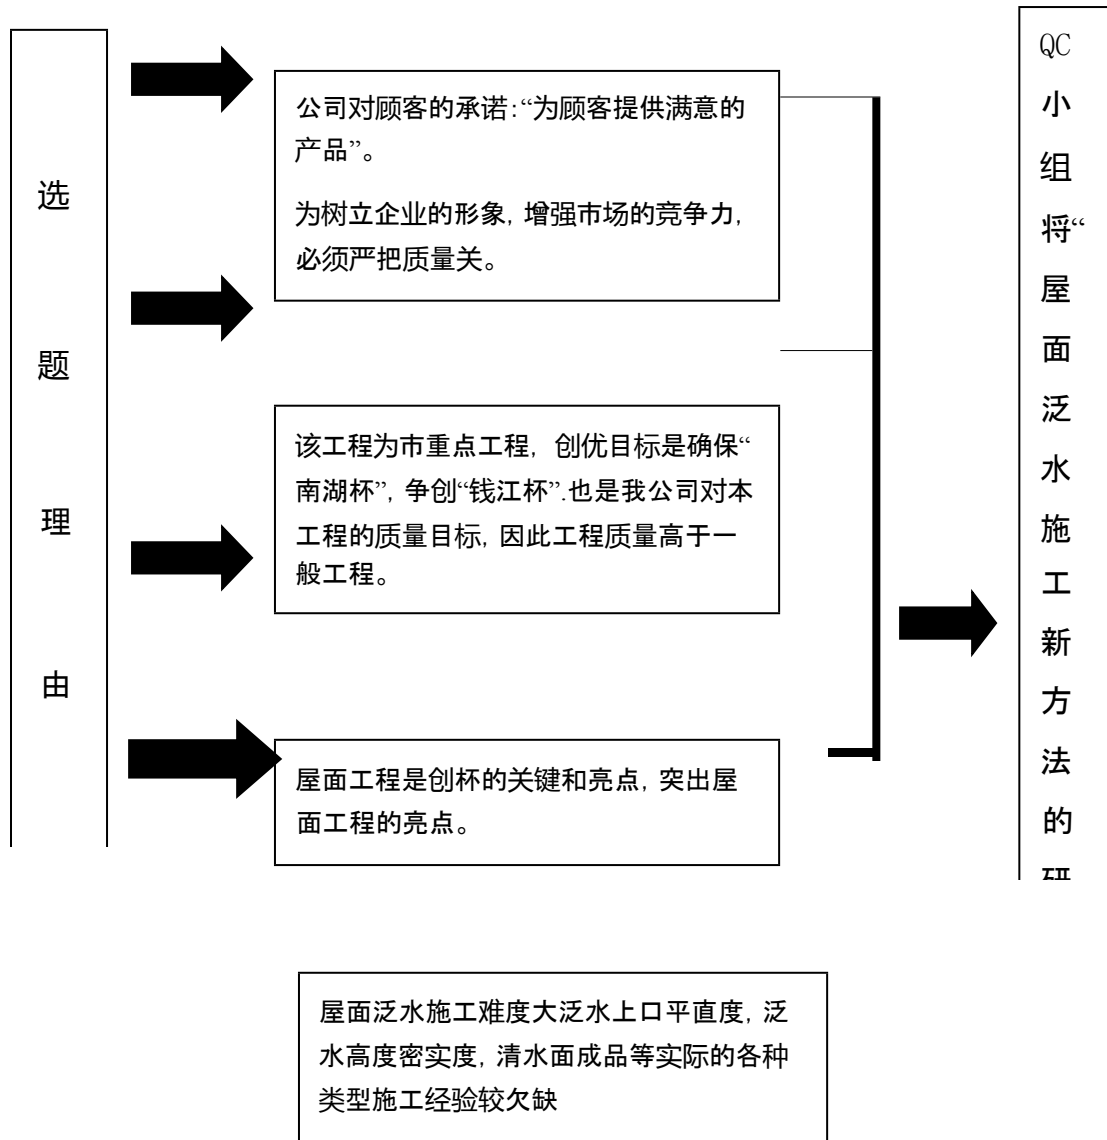 选
题
理
由
公司对顾客的承诺:“为顾客提供满意的
产品”。
为树立企业的形象, 增强市场的竞争力,
必须严把质量关。
该工程为市重点工程, 创优目标是确保“
南湖杯”, 争创“钱江杯”.也是我公司对本
工程的质量目标, 因此工程质量高于一
般工程。
屋面工程是创杯的关键和亮点, 突出屋
面工程的亮点。
屋面泛水施工难度大泛水上口平直度, 泛
水高度密实度, 清水面成品等实际的各种
类型施工经验较欠缺
QC
小
组
将“
屋
面
泛
水
施
工
新
方
法
的
研